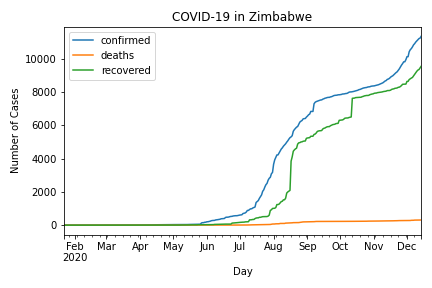 COVID-19 in Zimbabwe
confirmed
deaths
recovered
10000
8000
6000
4000
2000
0
Number of Cases
Feb Mar Apr May Jun Jul Aug Sep Oct Nov Dec
2020
Day